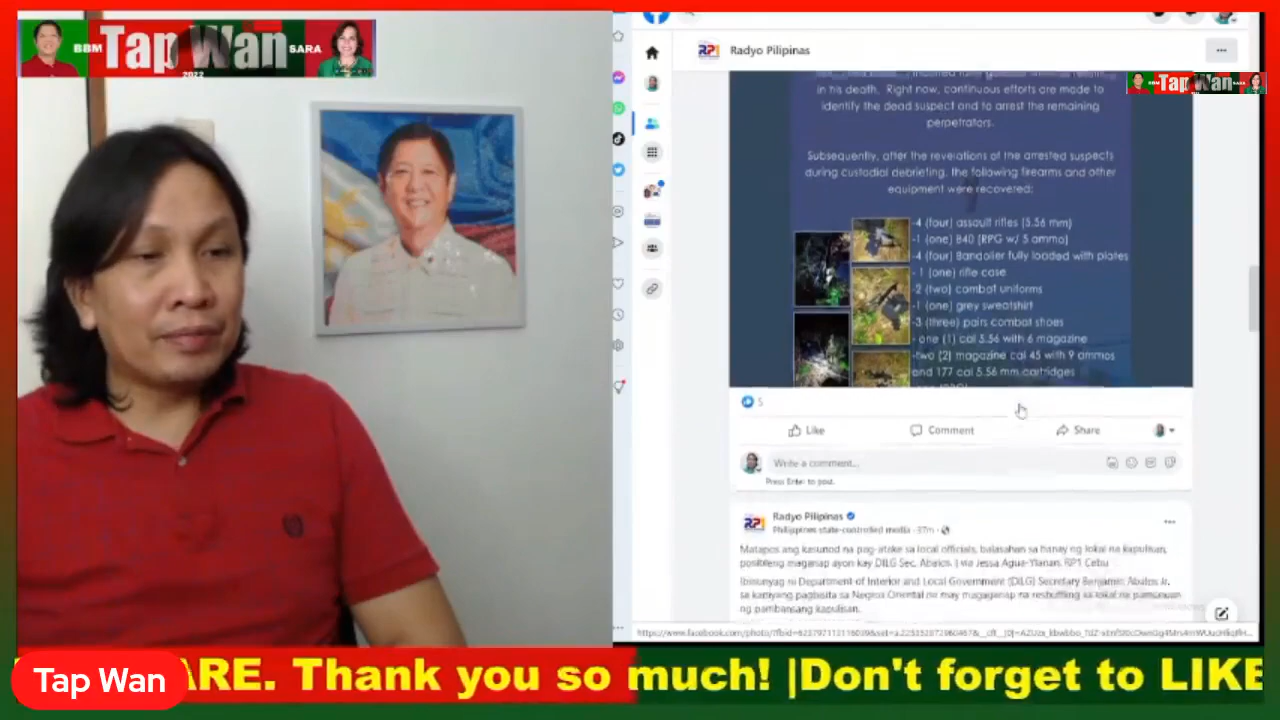 BBM Tap Wan SARA
2022
Radyo Pilipinas
Tap Wan
in his death. Right now, continuous efforts are made to
identify the dead suspect and to arrest the remaining
perpetrators.
Subsequently, after the revelations of the arrested suspects
during custodial debriefing, the following firearms and other
equipment were recovered:
-4 (four) assault rifles (5.56 mm)
-1 (one) B40 (RPG w/ 5 ammo)
-4 (four) Bandolier fully loaded with plates
- 1 (one) rifle case
-2 (two) combat uniforms
-1 (one) grey sweatshirt
-3 (three) pairs combat shoes
- one (1) cal 5.56 with 6 magazine
-two (2) magazine cal 45 with 9 ammos
and 177 cal 5.56 mm cartridges
5
Like Comment Share
Write a comment...
Press Enter to post.
Radyo Pilipinas
Philippines state-controlled media · 37m
Matapos ang kasunod na pag-atake sa local officials, balasahan sa hanay ng lokal na kapulisan,
posibleng maganap ayon kay DILG Sec. Abalos. | via Jessa Agua-Ylanan, RP1 Cebu
Ibinunyag ni Department of Interior and Local Government (DILG) Secretary Benjamin Abalos Jr.
sa kaniyang pagbisita sa Negros Oriental na may magaganap na reshuffling sa lokal na pamunuan
ng pambansang kapulisan.
ARE. Thank you so much! |Don't forget to LIKE
Tap Wan